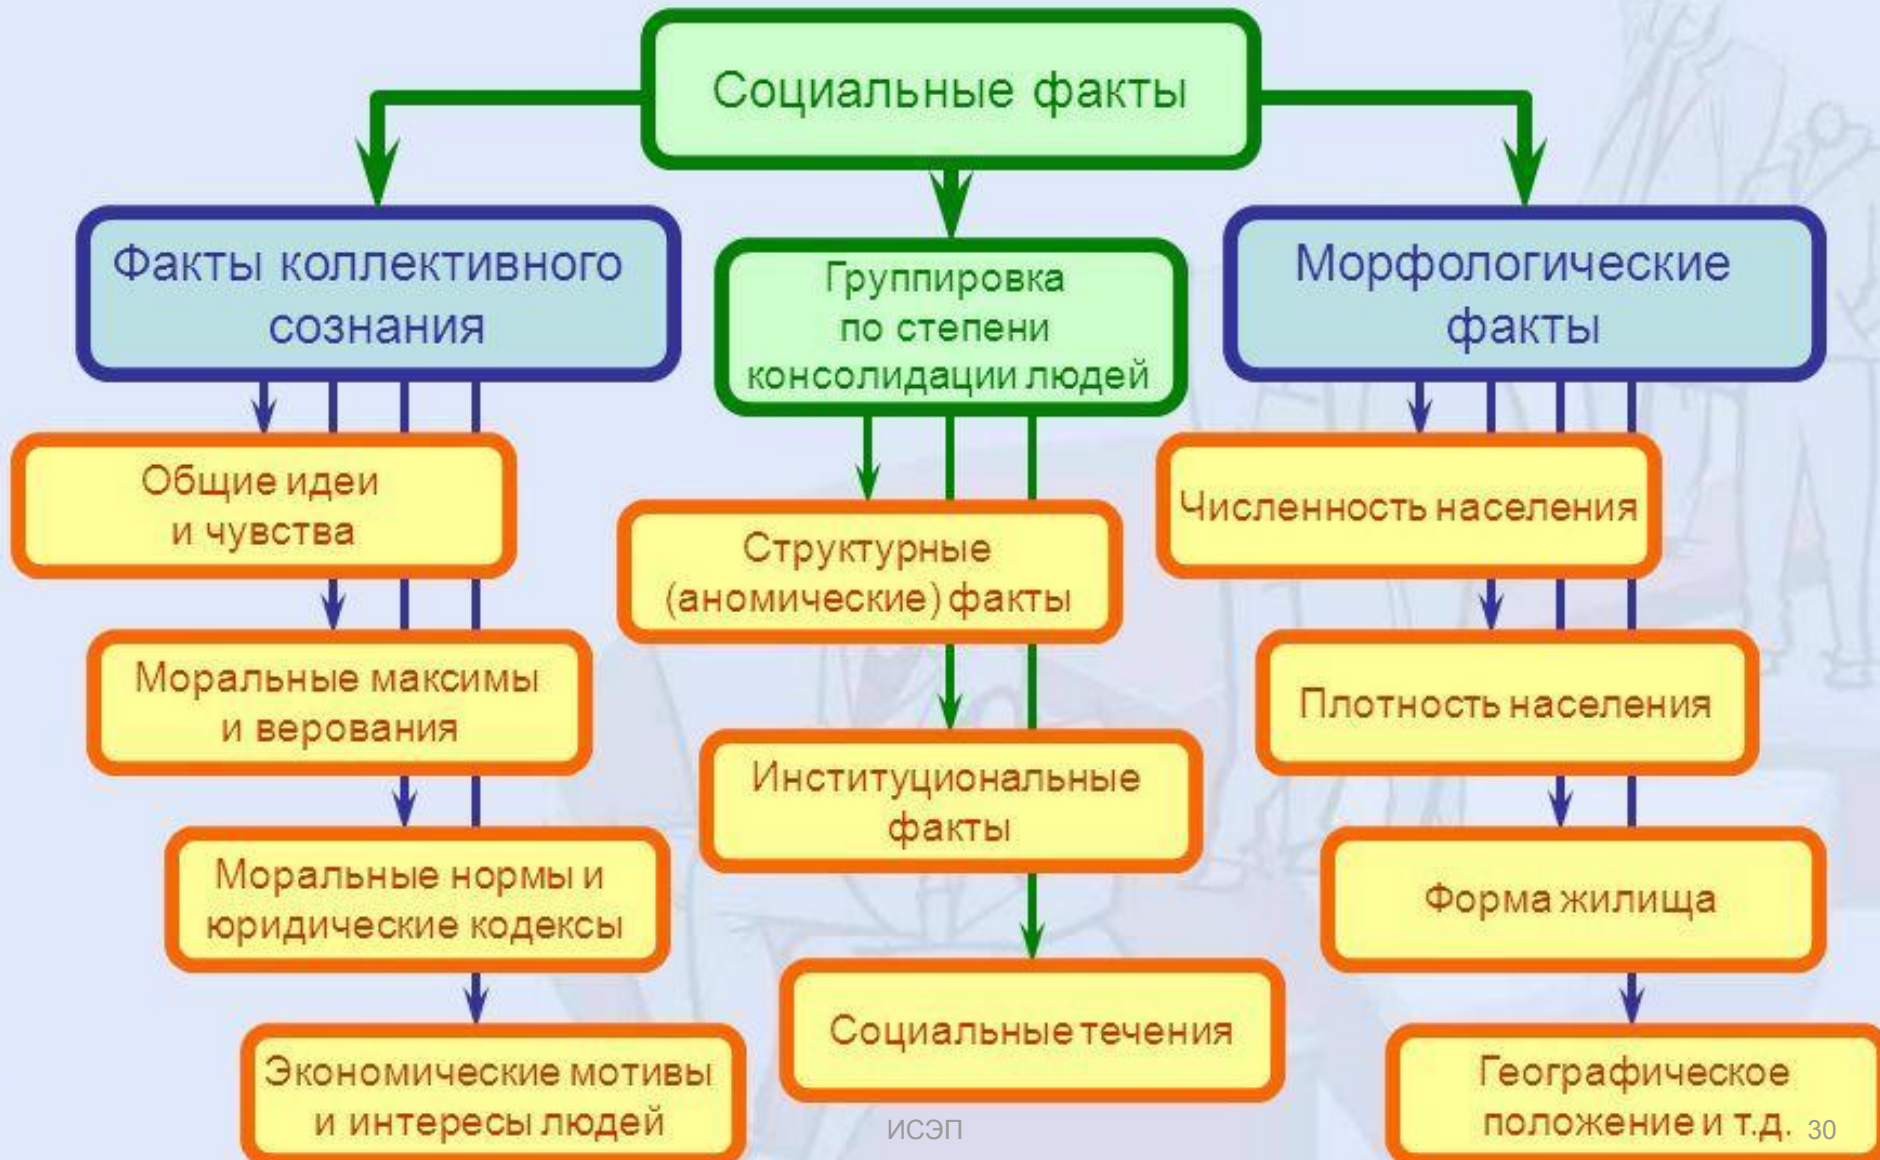 Социальные факты
Факты коллективного
сознания
Общие идеи
и чувства
Моральные максимы
и верования
Моральные нормы и
юридические кодексы
Экономические мотивы
и интересы людей
Группировка
по степени
консолидации людей
Структурные
(аномические) факты
Институциональные
факты
Социальные течения
Морфологические
факты
Численность населения
Плотность населения
Форма жилища
Географическое
положение и т.д.
ИСЭП
30